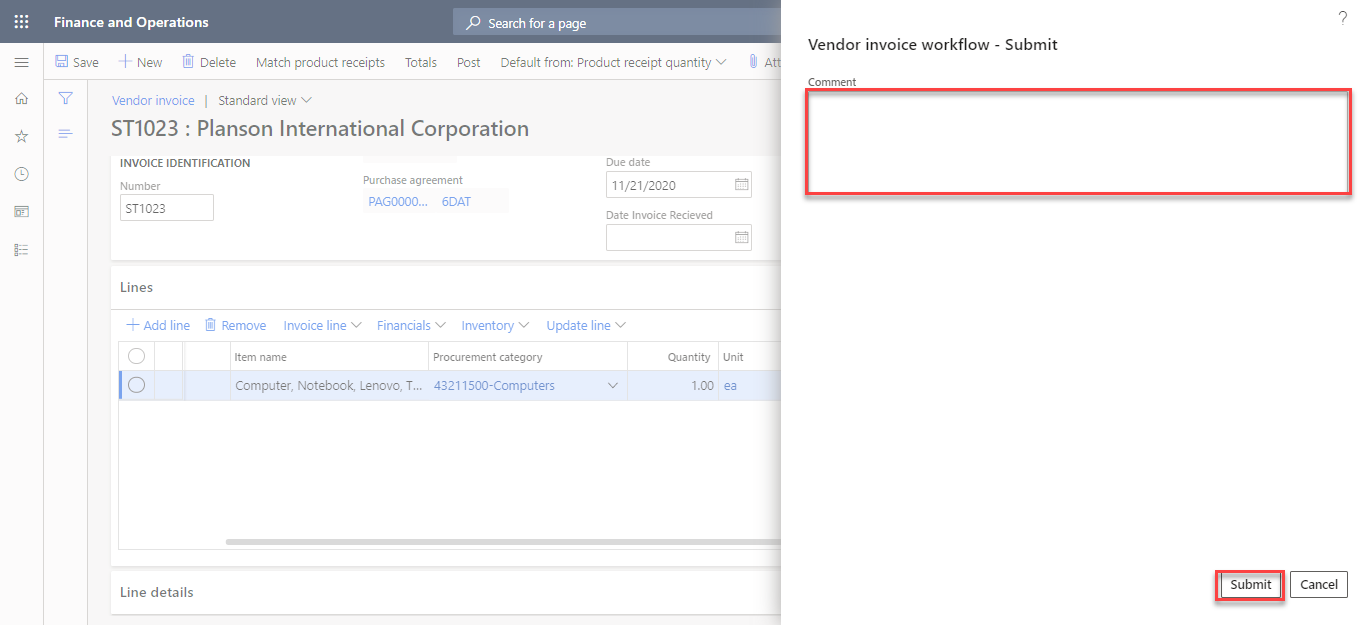 Finance and Operations
Search for a page
?
Save New Delete Match product receipts Totals Post Default from: Product receipt quantity Att
Vendor invoice | Standard view
ST1023 : Planson International Corporation
INVOICE IDENTIFICATION
Number
ST1023
Purchase agreement
PAG0000... 6DAT
Due date
11/21/2020
Date Invoice Recieved
Lines
Add line Remove Invoice line Financials Inventory Update line
Item name Procurement category Quantity Unit
Computer, Notebook, Lenovo, T... 43211500-Computers 1.00 ea
Line details
Vendor invoice workflow - Submit
Comment
Submit Cancel